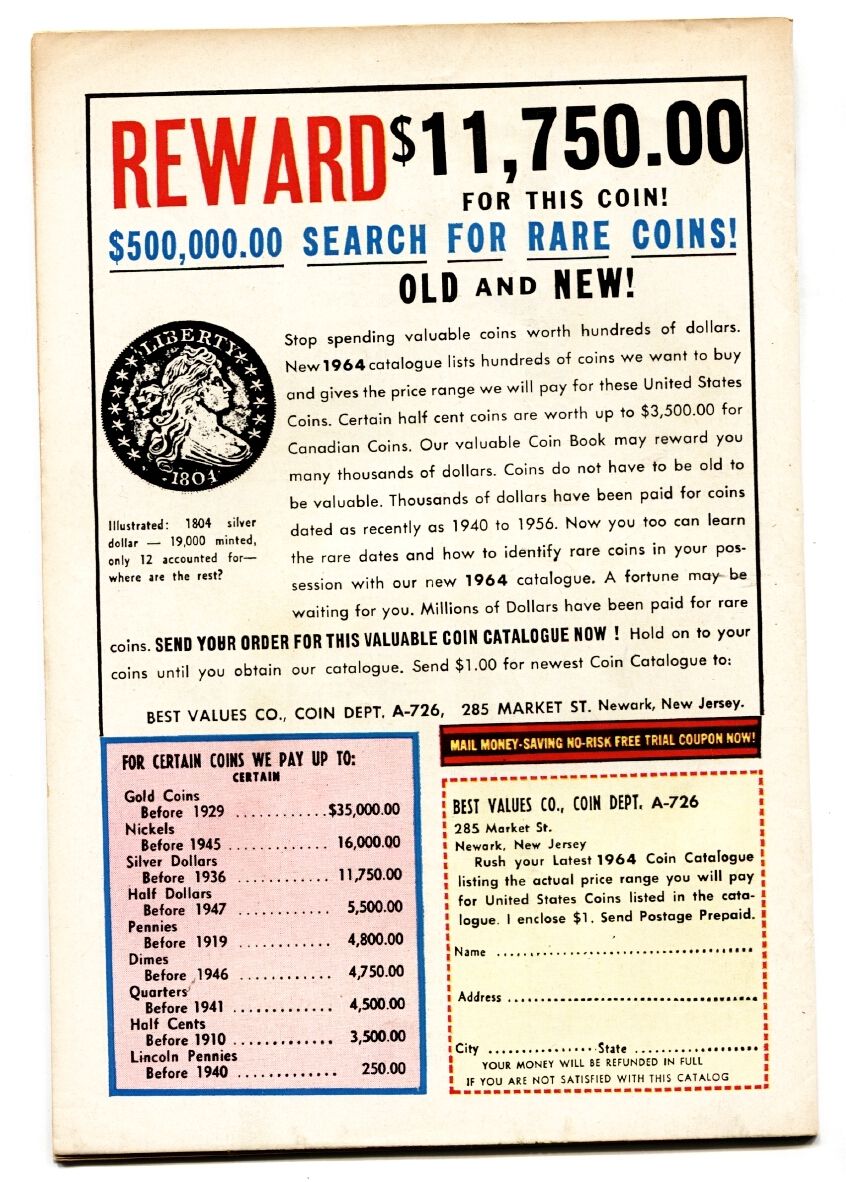 REWARD $11,750.00
FOR THIS COIN!
$500,000.00 SEARCH FOR RARE COINS!
OLD AND NEW!
LIBERTY
1804
Illustrated: 1804 silver
dollar — 19,000 minted,
only 12 accounted for—
where are the rest?
Stop spending valuable coins worth hundreds of dollars.
New 1964 catalogue lists hundreds of coins we want to buy
and gives the price range we will pay for these United States
Coins. Certain half cent coins are worth up to $3,500.00 for
Canadian Coins. Our valuable Coin Book may reward you
many thousands of dollars. Coins do not have to be old to
be valuable. Thousands of dollars have been paid for coins
dated as recently as 1940 to 1956. Now you too can learn
the rare dates and how to identify rare coins in your pos-
session with our new 1964 catalogue. A fortune may be
waiting for you. Millions of Dollars have been paid for rare
coins. SEND YOUR ORDER FOR THIS VALUABLE COIN CATALOGUE NOW ! Hold on to your
coins until you obtain our catalogue. Send $1.00 for newest Coin Catalogue to:
BEST VALUES CO., COIN DEPT. A-726, 285 MARKET ST. Newark, New Jersey.
FOR CERTAIN COINS WE PAY UP TO:
CERTAIN
Gold Coins
Before 1929 ............$35,000.00
Nickels
Before 1945 ............. 16,000.00
Silver Dollars
Before 1936 ............ 11,750.00
Half Dollars
Before 1947 ............ 5,500.00
Pennies
Before 1919 ............ 4,800.00
Dimes
Before 1946 ............ 4,750.00
Quarters
Before 1941 ............. 4,500.00
Half Cents
Before 1910 ............. 3,500.00
Lincoln Pennies
Before 1940 ............. 250.00
MAIL MONEY-SAVING NO-RISK FREE TRIAL COUPON NOW!
BEST VALUES CO., COIN DEPT. A-726
285 Market St.
Newark, New Jersey
Rush your Latest 1964 Coin Catalogue
listing the actual price range you will pay
for United States Coins listed in the cata-
logue. I enclose $1. Send Postage Prepaid.
Name ........................................
Address ........................................
City ................ State ....................
YOUR MONEY WILL BE REFUNDED IN FULL
IF YOU ARE NOT SATISFIED WITH THIS CATALOG